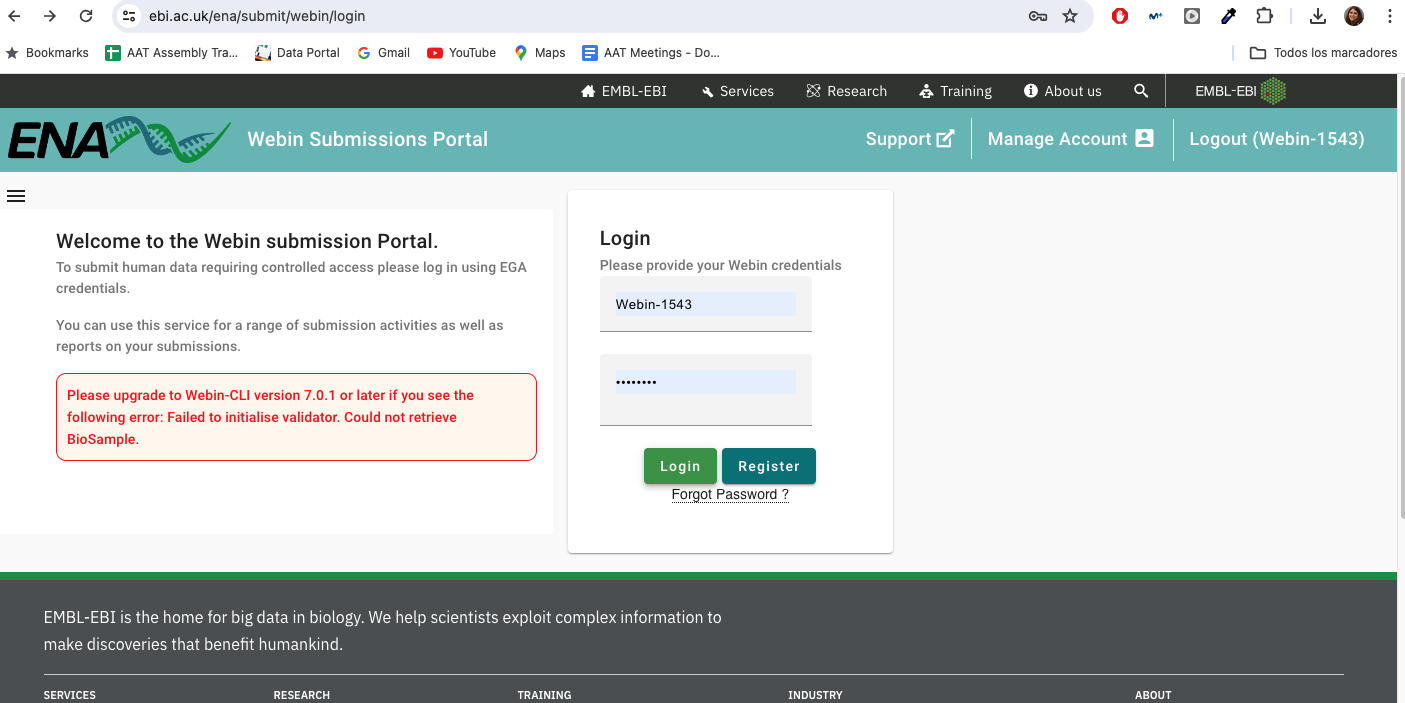 ebi.ac.uk/ena/submit/webin/login
Bookmarks
AAT Assembly Tra...
Data Portal
Gmail
YouTube
Maps
AAT Meetings - Do...
Todos los marcadores
EMBL-EBI
Services
Research
Training
About us
EMBL-EBI
ENA
Webin Submissions Portal
Support
Manage Account
Logout (Webin-1543)
Welcome to the Webin submission Portal.
To submit human data requiring controlled access please log in using EGA
credentials.
You can use this service for a range of submission activities as well as
reports on your submissions.
Please upgrade to Webin-CLI version 7.0.1 or later if you see the
following error: Failed to initialise validator. Could not retrieve
BioSample.
Login
Please provide your Webin credentials
Webin-1543
••••••••
Login
Register
Forgot Password ?
EMBL-EBI is the home for big data in biology. We help scientists exploit complex information to
make discoveries that benefit humankind.
SERVICES
RESEARCH
TRAINING
INDUSTRY
ABOUT